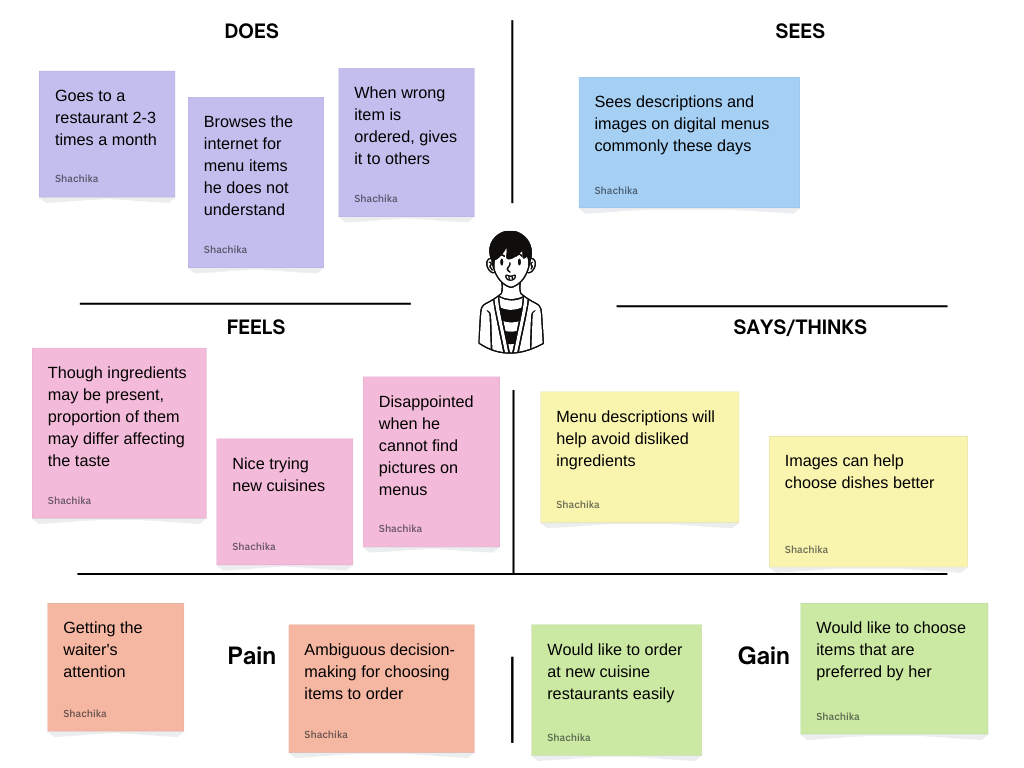 DOES
Goes to a
restaurant 2-3
times a month
Shachika
Browses the
internet for
menu items
he does not
understand
Shachika
When wrong
item is
ordered, gives
it to others
Shachika
SEES
Sees descriptions and
images on digital menus
commonly these days
Shachika
FEELS
Though ingredients
may be present,
proportion of them
may differ affecting
the taste
Shachika
Nice trying
new cuisines
Shachika
Disappointed
when he
cannot find
pictures on
menus
Shachika
SAYS/THINKS
Menu descriptions will
help avoid disliked
ingredients
Shachika
Images can help
choose dishes better
Shachika
Getting the
waiter's
attention
Shachika
Pain
Ambiguous decision-
making for choosing
items to order
Shachika
Would like to order
at new cuisine
restaurants easily
Shachika
Gain
Would like to choose
items that are
preferred by her
Shachika